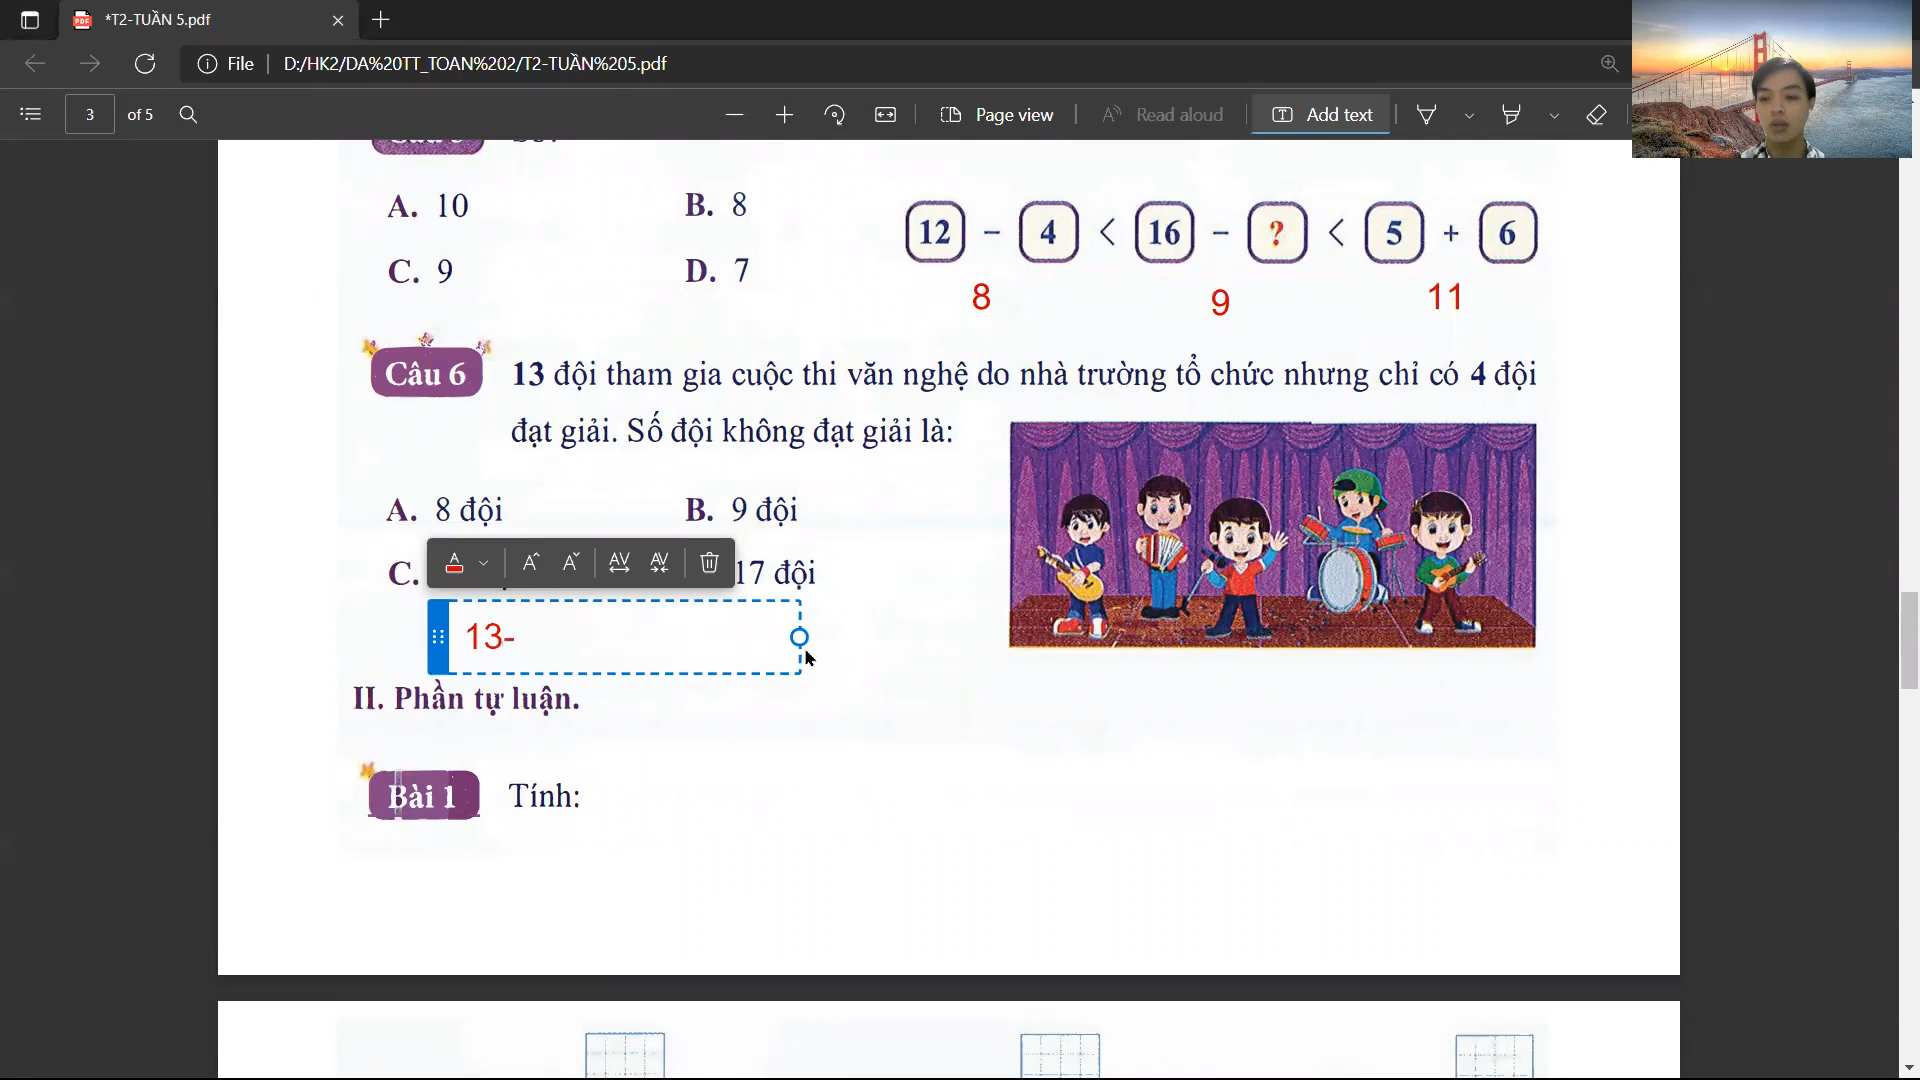 *T2-TUẦN 5.pdf
File D:/HK2/DA%20TT_TOAN%202/T2-TUẦN%205.pdf
3 of 5 Page view Read aloud Add text
A. 10 B. 8
12 - 4 < 16 - ? < 5 + 6
C. 9 D. 7
8 9 11
Câu 6 13 đội tham gia cuộc thi văn nghệ do nhà trường tổ chức nhưng chỉ có 4 đội
đạt giải. Số đội không đạt giải là:
A. 8 đội B. 9 đội
C. 17 đội
13-
II. Phần tự luận.
Bài 1 Tính: